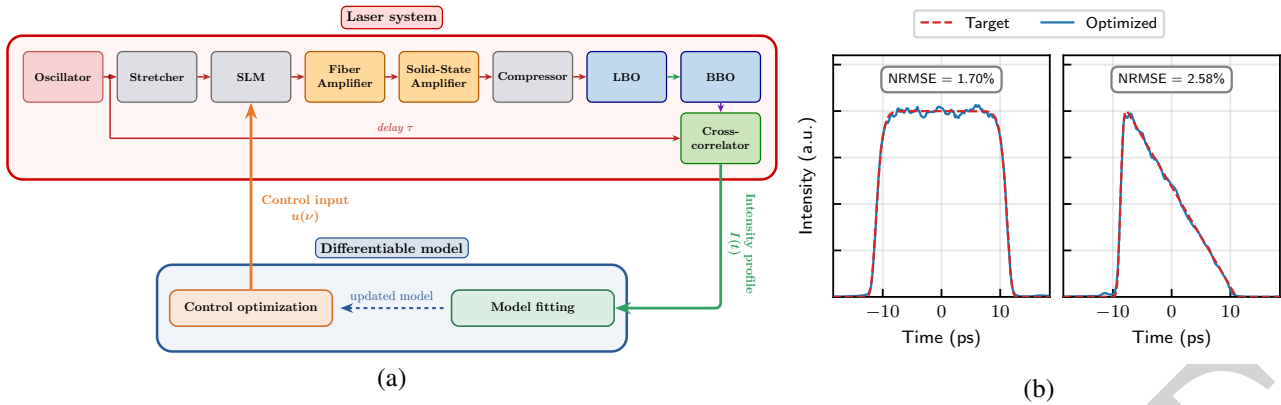 Laser system
Oscillator
Stretcher
SLM
Fiber
Amplifier
Solid-State
Amplifier
Compressor
LBO
BBO
delay τ
Cross-
correlator
Control input
u(ν)
Intensity profile
I(t)
Differentiable model
Control optimization
updated model
Model fitting
(a)
Target
Optimized
NRMSE = 1.70%
NRMSE = 2.58%
Intensity (a.u.)
−10 0 10
−10 0 10
Time (ps)
Time (ps)
(b)